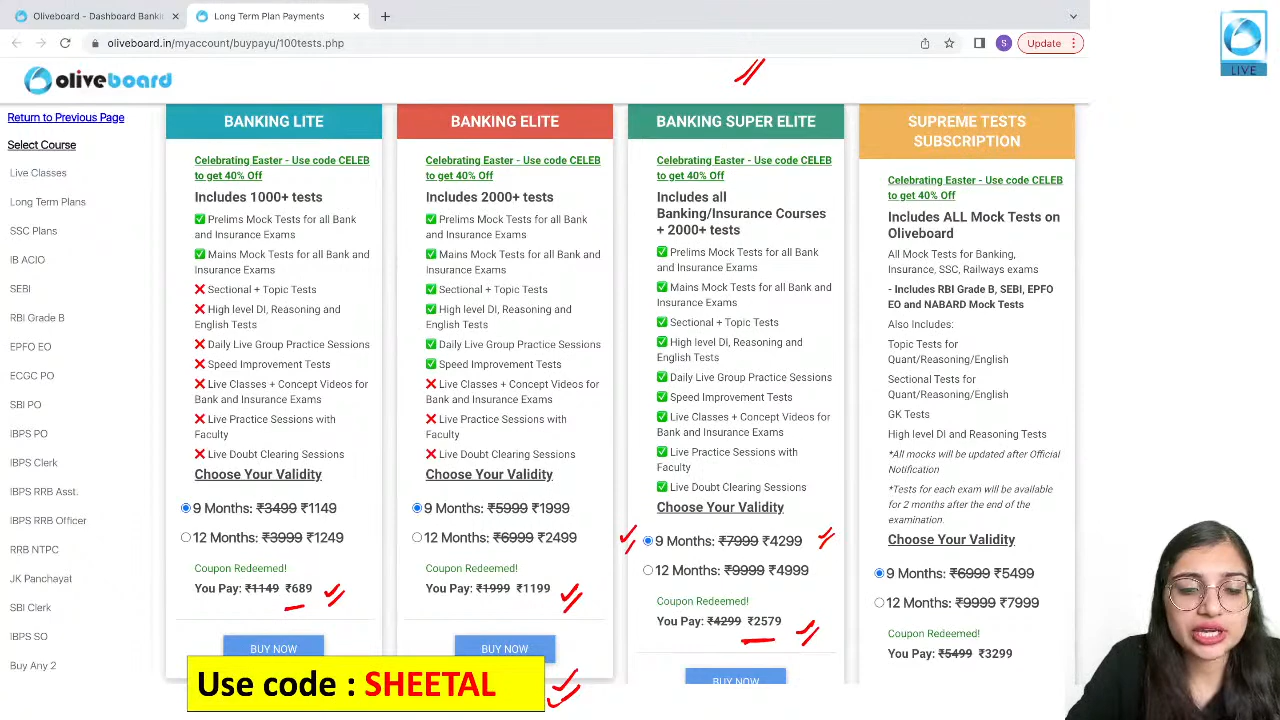 Oliveboard - Dashboard Banki
Long Term Plan Payments
oliveboard.in/myaccount/buypayu/100tests.php
S
Update
LIVE
oliveboard
Return to Previous Page
Select Course
Live Classes
Long Term Plans
SSC Plans
IB ACIO
SEBI
RBI Grade B
EPFO EO
ECGC PO
SBI PO
IBPS PO
IBPS Clerk
IBPS RRB Asst.
IBPS RRB Officer
RRB NTPC
JK Panchayat
SBI Clerk
IBPS SO
Buy Any 2
BANKING LITE
Celebrating Easter - Use code CELEB
to get 40% Off
Includes 1000+ tests
Prelims Mock Tests for all Bank
and Insurance Exams
Mains Mock Tests for all Bank and
Insurance Exams
Sectional + Topic Tests
High level DI, Reasoning and
English Tests
Daily Live Group Practice Sessions
Speed Improvement Tests
Live Classes + Concept Videos for
Bank and Insurance Exams
Live Practice Sessions with
Faculty
Live Doubt Clearing Sessions
Choose Your Validity
9 Months: ₹3499 ₹1149
12 Months: ₹3999 ₹1249
Coupon Redeemed!
You Pay: ₹1149 ₹689
BUY NOW
BANKING ELITE
Celebrating Easter - Use code CELEB
to get 40% Off
Includes 2000+ tests
Prelims Mock Tests for all Bank
and Insurance Exams
Mains Mock Tests for all Bank and
Insurance Exams
Sectional + Topic Tests
High level DI, Reasoning and
English Tests
Daily Live Group Practice Sessions
Speed Improvement Tests
Live Classes + Concept Videos for
Bank and Insurance Exams
Live Practice Sessions with
Faculty
Live Doubt Clearing Sessions
Choose Your Validity
9 Months: ₹5999 ₹1999
12 Months: ₹6999 ₹2499
Coupon Redeemed!
You Pay: ₹1999 ₹1199
BUY NOW
BANKING SUPER ELITE
Celebrating Easter - Use code CELEB
to get 40% Off
Includes all
Banking/Insurance Courses
+ 2000+ tests
Prelims Mock Tests for all Bank
and Insurance Exams
Mains Mock Tests for all Bank and
Insurance Exams
Sectional + Topic Tests
High level DI, Reasoning and
English Tests
Daily Live Group Practice Sessions
Speed Improvement Tests
Live Classes + Concept Videos for
Bank and Insurance Exams
Live Practice Sessions with
Faculty
Live Doubt Clearing Sessions
Choose Your Validity
9 Months: ₹7999 ₹4299
12 Months: ₹9999 ₹4999
Coupon Redeemed!
You Pay: ₹4299 ₹2579
BUY NOW
SUPREME TESTS
SUBSCRIPTION
Celebrating Easter - Use code CELEB
to get 40% Off
Includes ALL Mock Tests on
Oliveboard
All Mock Tests for Banking,
Insurance, SSC, Railways exams
- Includes RBI Grade B, SEBI, EPFO
EO and NABARD Mock Tests
Also Includes:
Topic Tests for
Quant/Reasoning/English
Sectional Tests for
Quant/Reasoning/English
GK Tests
High level DI and Reasoning Tests
*All mocks will be updated after Official
Notification
*Tests for each exam will be available
for 2 months after the end of the
examination.
Choose Your Validity
9 Months: ₹6999 ₹5499
12 Months: ₹9999 ₹7999
Coupon Redeemed!
You Pay: ₹5499 ₹3299
Use code : SHEETAL